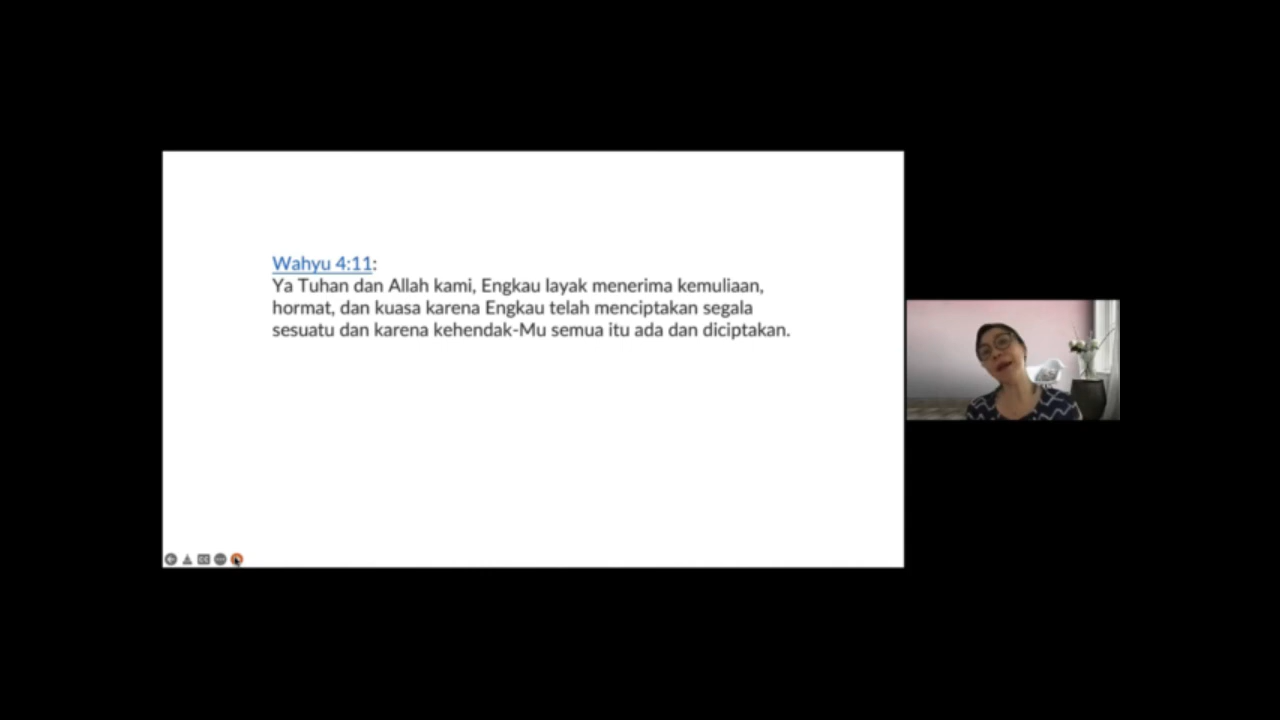 Wahyu 4:11:
Ya Tuhan dan Allah kami, Engkau layak menerima kemuliaan,
hormat, dan kuasa karena Engkau telah menciptakan segala
sesuatu dan karena kehendak-Mu semua itu ada dan diciptakan.